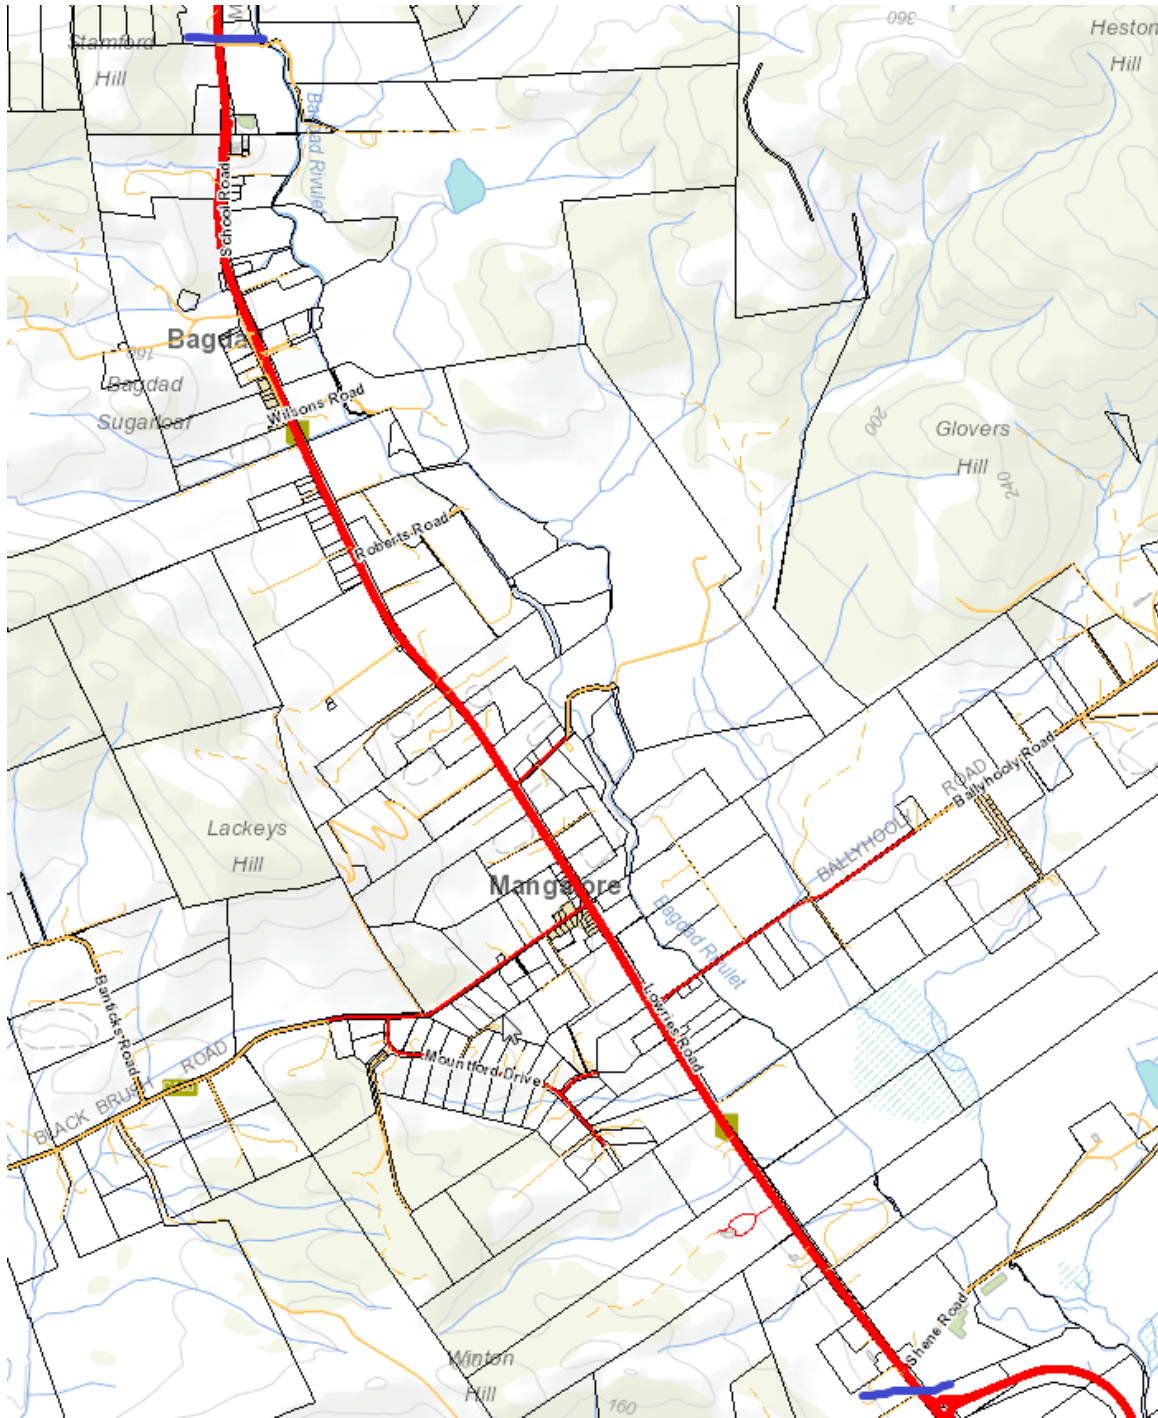 Stamford
Hill
Heston
Hill
360
Bagdad Rivulet
School Road
Bagdad
160
Bagdad
Sugarloaf
Wilsons Road
200
Glovers
Hill
240
Roberts Road
Lackeys
Hill
ROAD
Ballyhooly Road
BALLYHOOLY
Mangalore
Bagdad Rivulet
Lowries Road
Banticks Road
Mountford Drive
BLACK BRUSH ROAD
Shene Road
Winton
Hill
160